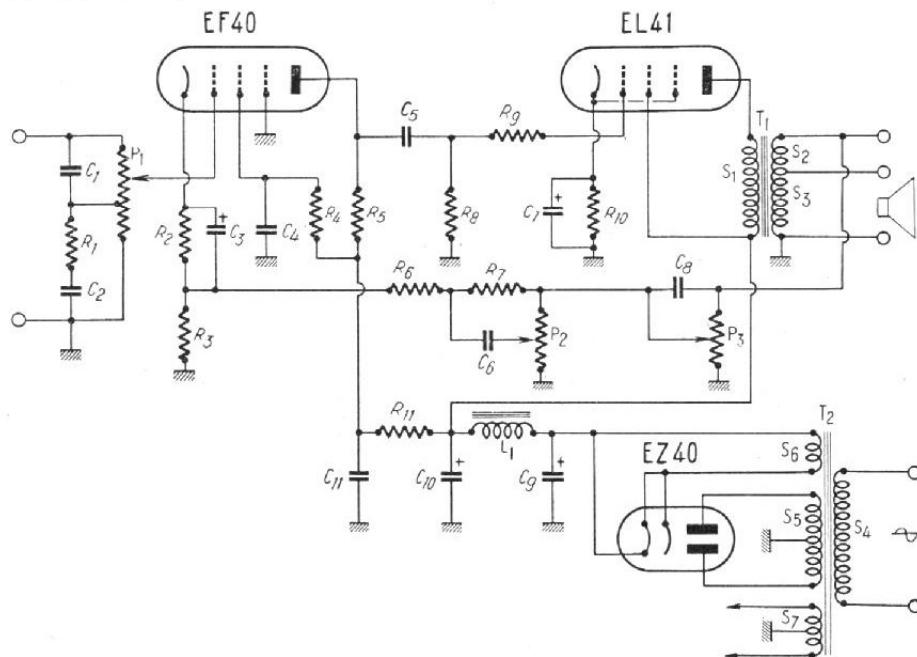 EF40
EL41
C5
R9
T1
P1
C1
S1
S2
S3
R1
C2
R2
C3
C4
R4
R5
R8
C7
R10
R3
R6
R7
C8
C6
P2
P3
R11
L1
C11
C10
C9
EZ40
T2
S6
S5
S4
S7